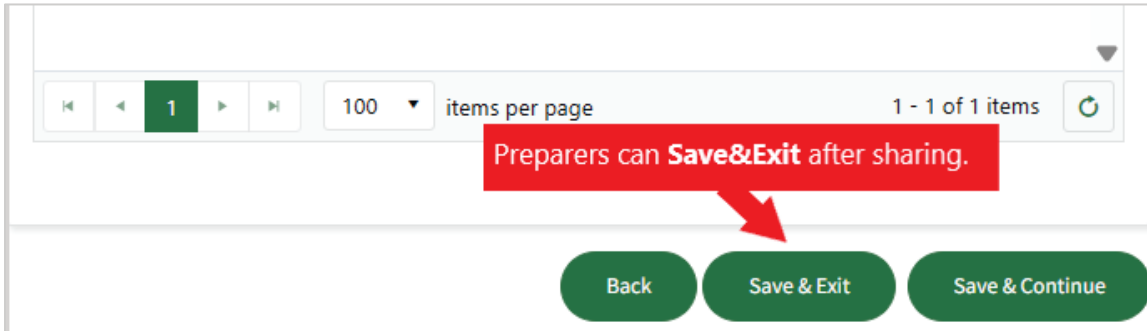 1 100 items per page 1 - 1 of 1 items
Preparers can Save&Exit after sharing.
Back Save & Exit Save & Continue